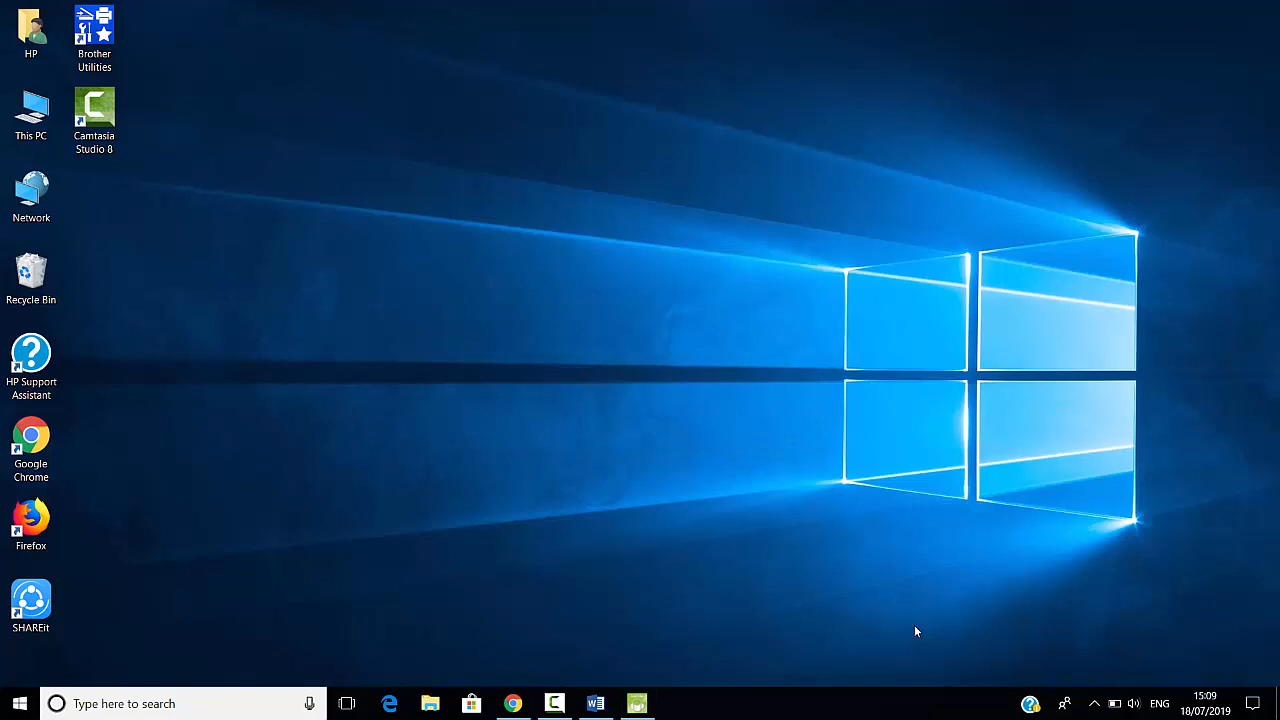 HP
Brother
Utilities
This PC
Camtasia
Studio 8
Network
Recycle Bin
HP Support
Assistant
Google
Chrome
Firefox
SHAREit
Type here to search
ENG
15:09
18/07/2019